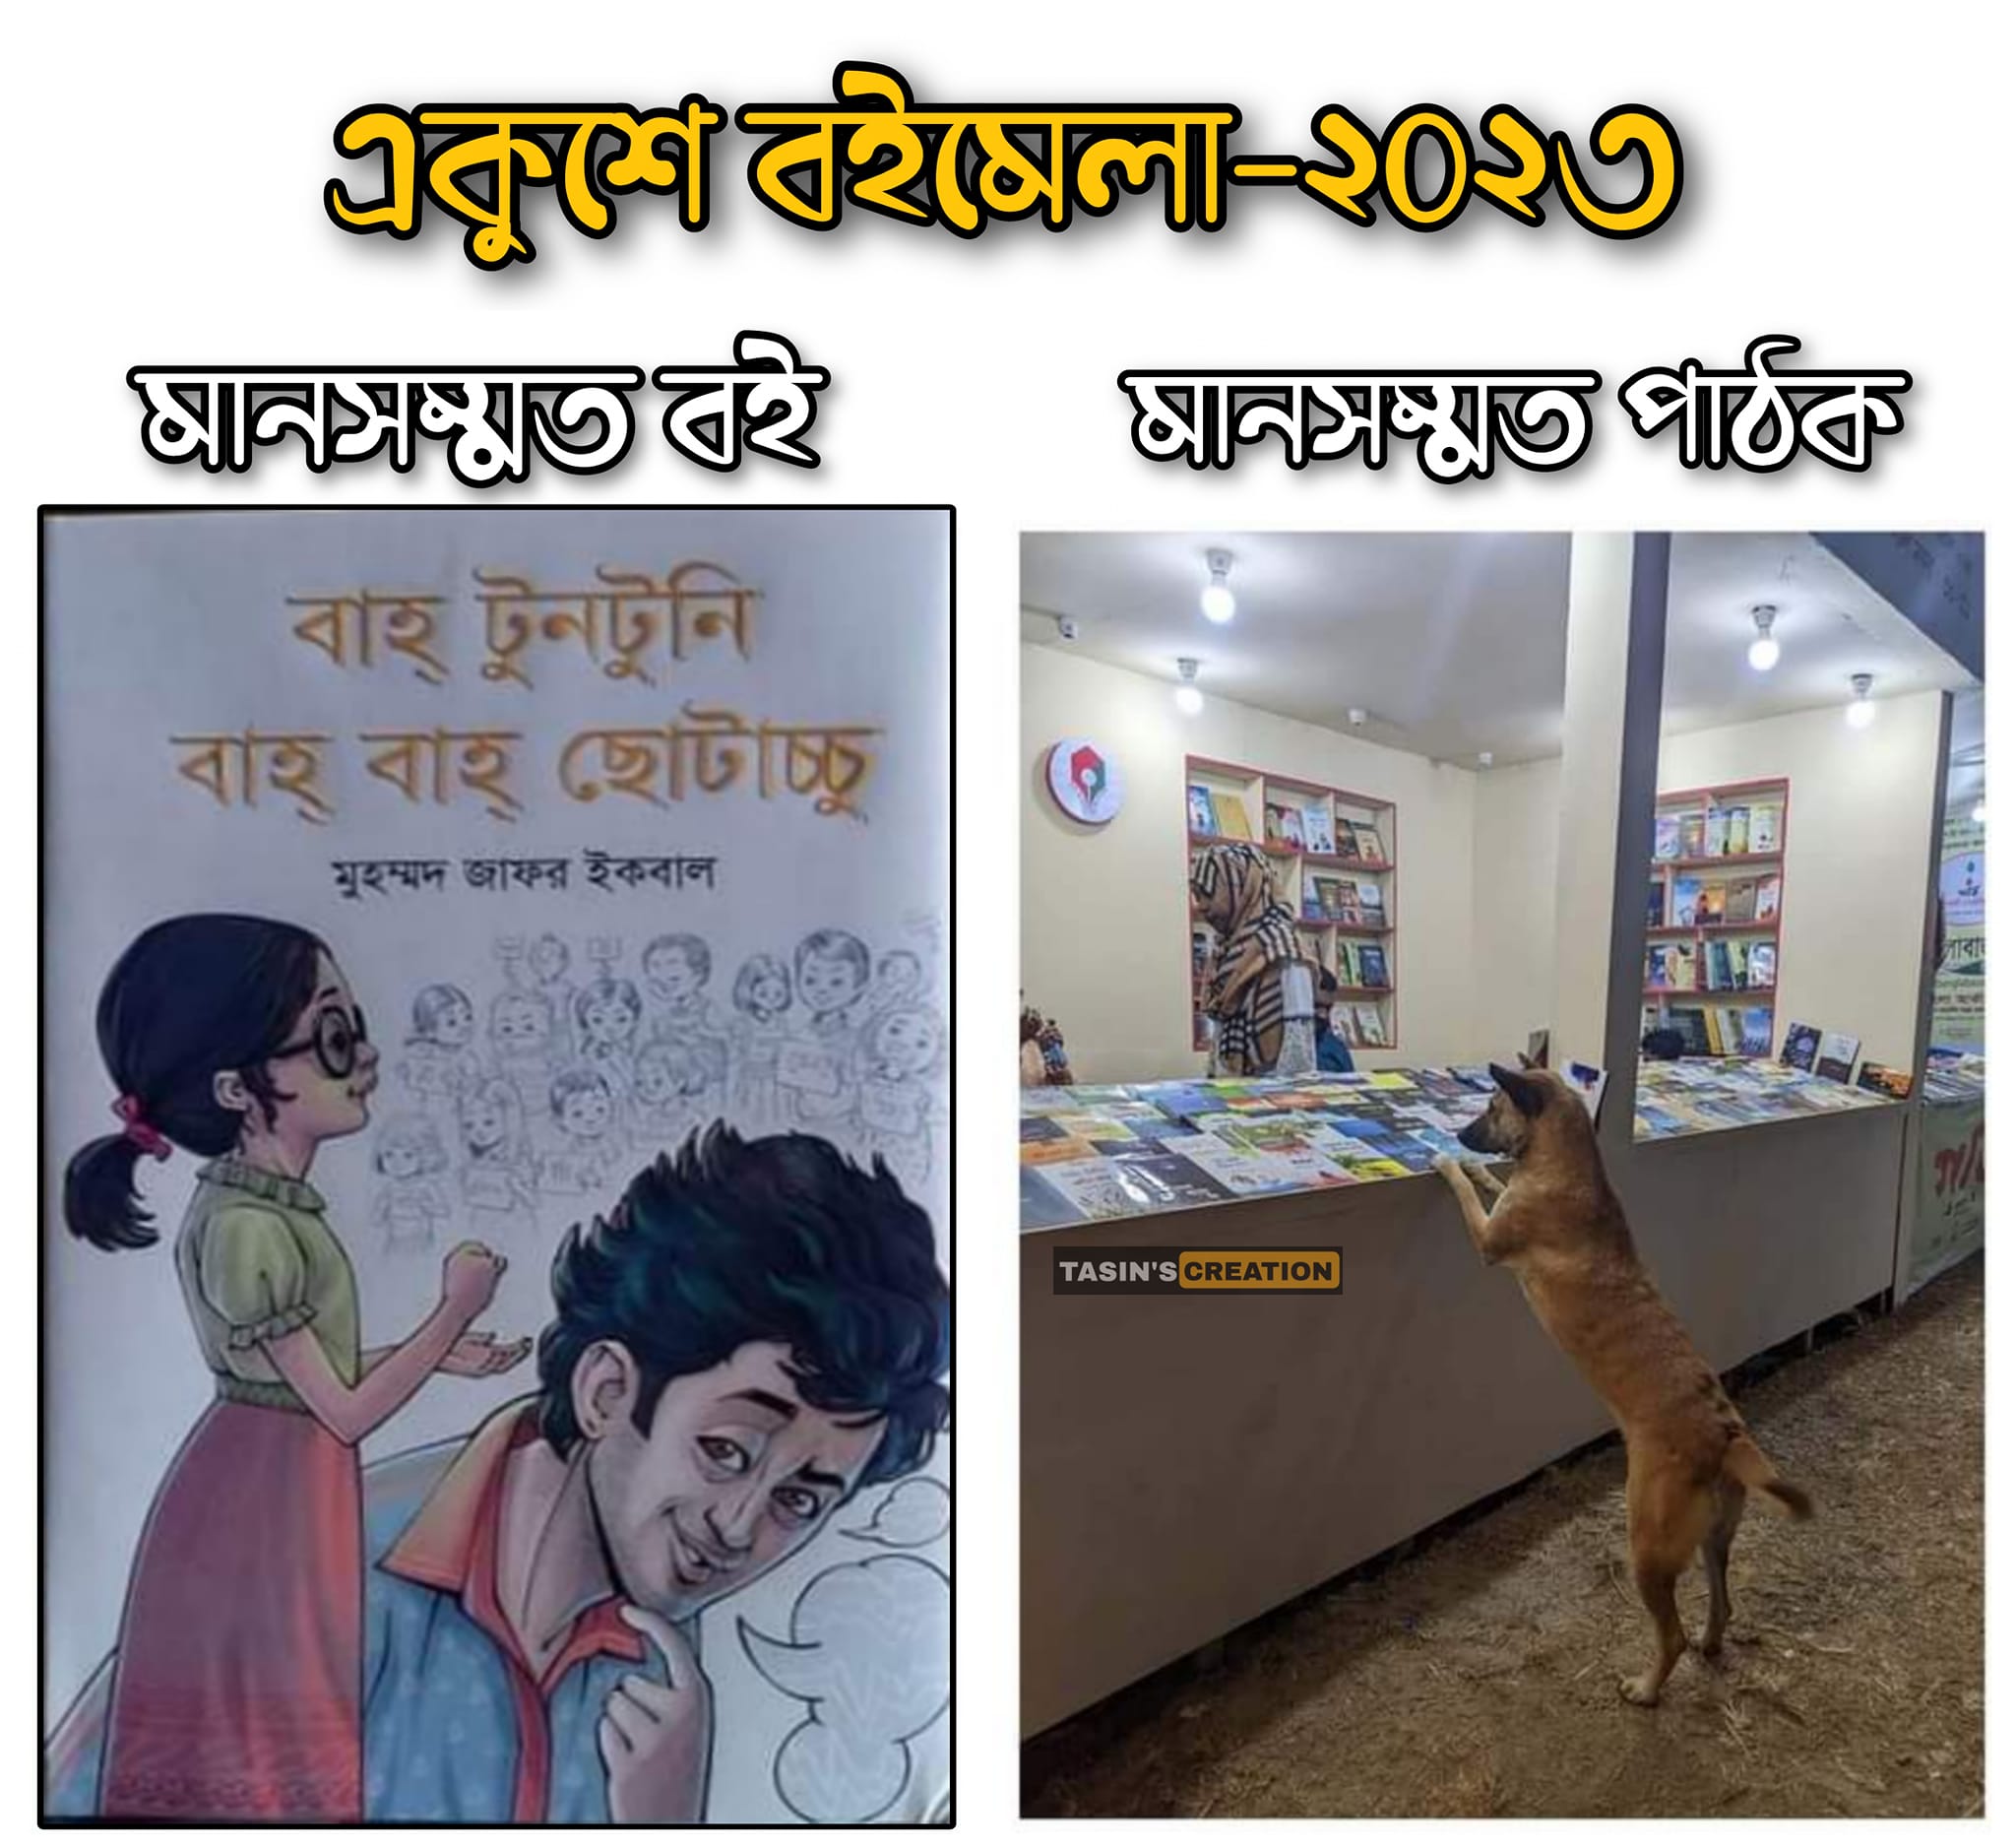 একুশে বইমেলা-২০২৩
মানসম্মত বই
মানসম্মত পাঠক
বাহ্ টুনটুনি
বাহ্ বাহ্ ছোটাচ্চু
মুহম্মদ জাফর ইকবাল
TASIN'S CREATION